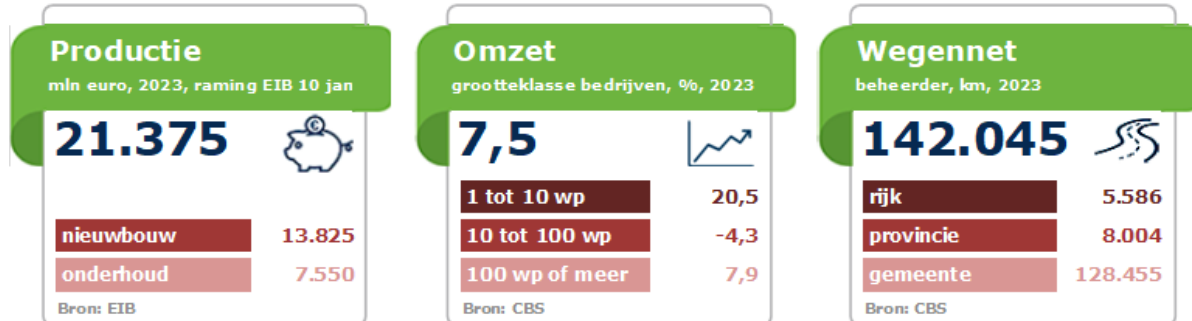 Productie
mln euro, 2023, raming EIB 10 jan
21.375
nieuwbouw 13.825
onderhoud 7.550
Bron: EIB
Omzet
grootteklasse bedrijven, %, 2023
7,5
1 tot 10 wp 20,5
10 tot 100 wp -4,3
100 wp of meer 7,9
Bron: CBS
Wegennet
beheerder, km, 2023
142.045
rijk 5.586
provincie 8.004
gemeente 128.455
Bron: CBS